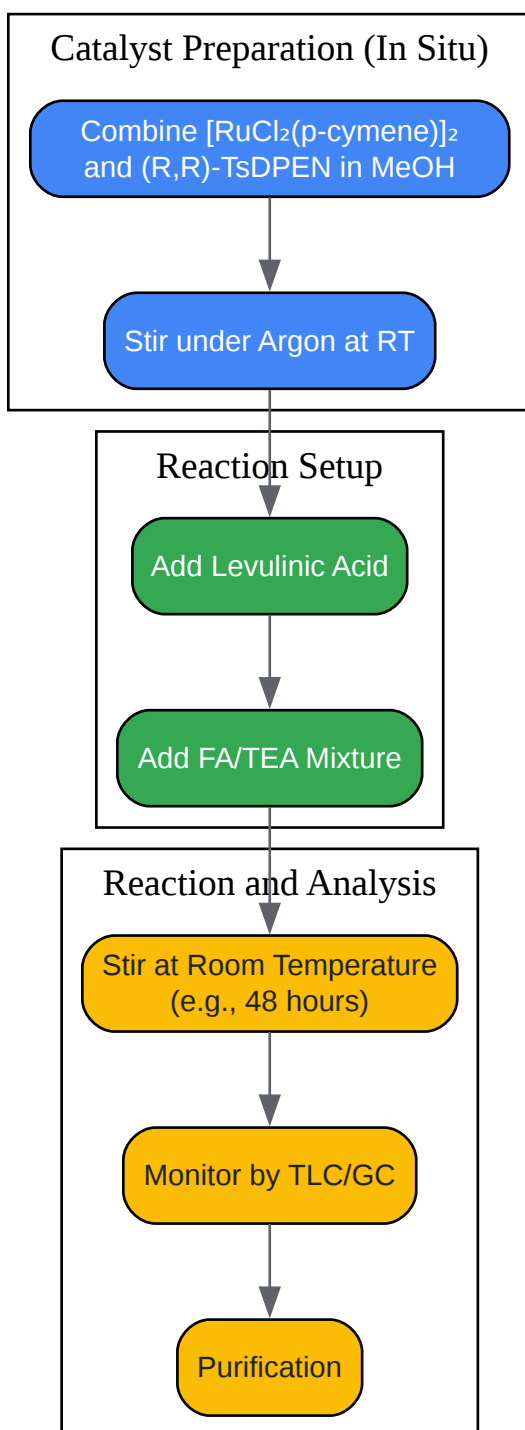 Catalyst Preparation (In Situ)
Combine [RuCl₂(p-cymene)]₂
and (R,R)-TsDPEN in MeOH
Stir under Argon at RT
Reaction Setup
Add Levulinic Acid
Add FA/TEA Mixture
Reaction and Analysis
Stir at Room Temperature
(e.g., 48 hours)
Monitor by TLC/GC
Purification